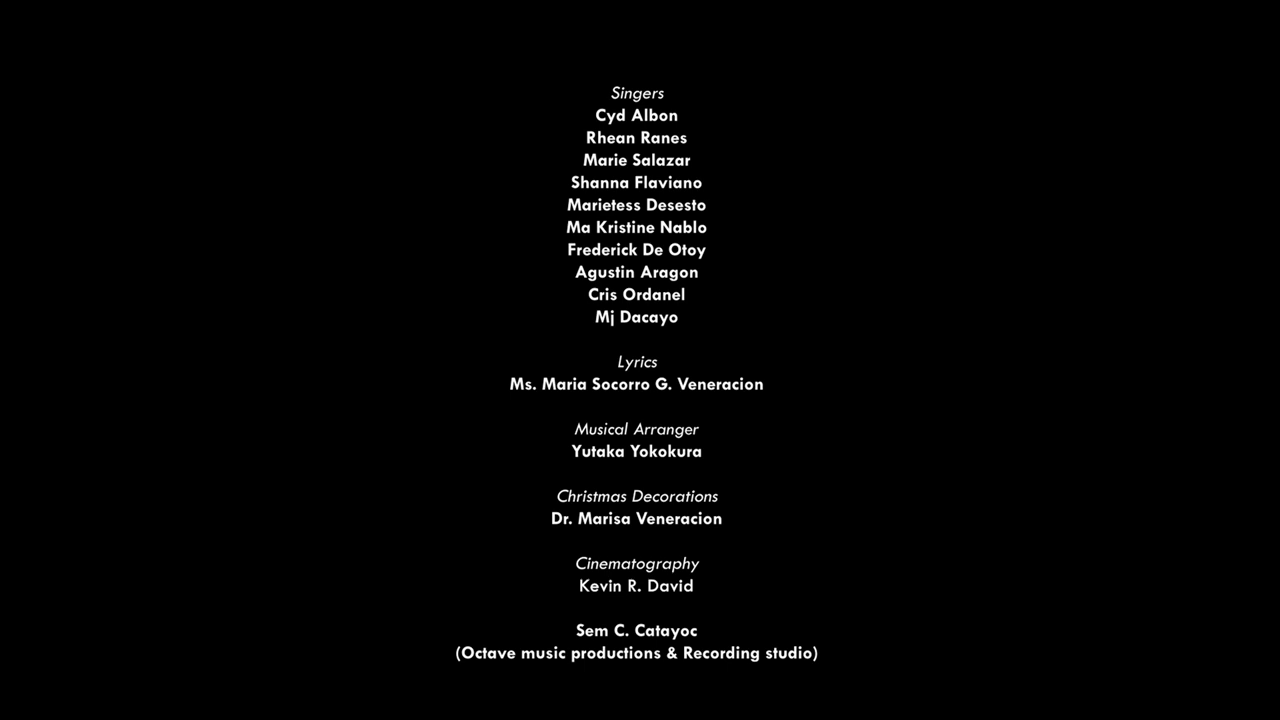 Singers
Cyd Albon
Rhean Ranes
Marie Salazar
Shanna Flaviano
Marietess Desesto
Ma Kristine Nablo
Frederick De Otoy
Agustin Aragon
Cris Ordanel
Mj Dacayo
Lyrics
Ms. Maria Socorro G. Veneracion
Musical Arranger
Yutaka Yokokura
Christmas Decorations
Dr. Marisa Veneracion
Cinematography
Kevin R. David
Sem C. Catayoc
(Octave music productions & Recording studio)